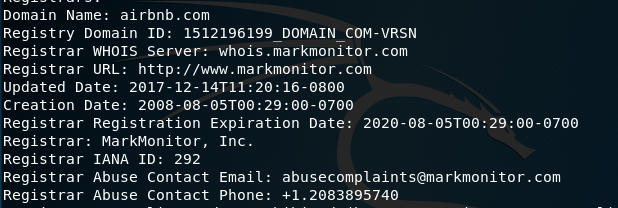 Domain Name: airbnb.com
Registry Domain ID: 1512196199_DOMAIN_COM-VRSN
Registrar WHOIS Server: whois.markmonitor.com
Registrar URL: http://www.markmonitor.com
Updated Date: 2017-12-14T11:20:16-0800
Creation Date: 2008-08-05T00:29:00-0700
Registrar Registration Expiration Date: 2020-08-05T00:29:00-0700
Registrar: MarkMonitor, Inc.
Registrar IANA ID: 292
Registrar Abuse Contact Email: abusecomplaints@markmonitor.com
Registrar Abuse Contact Phone: +1.2083895740